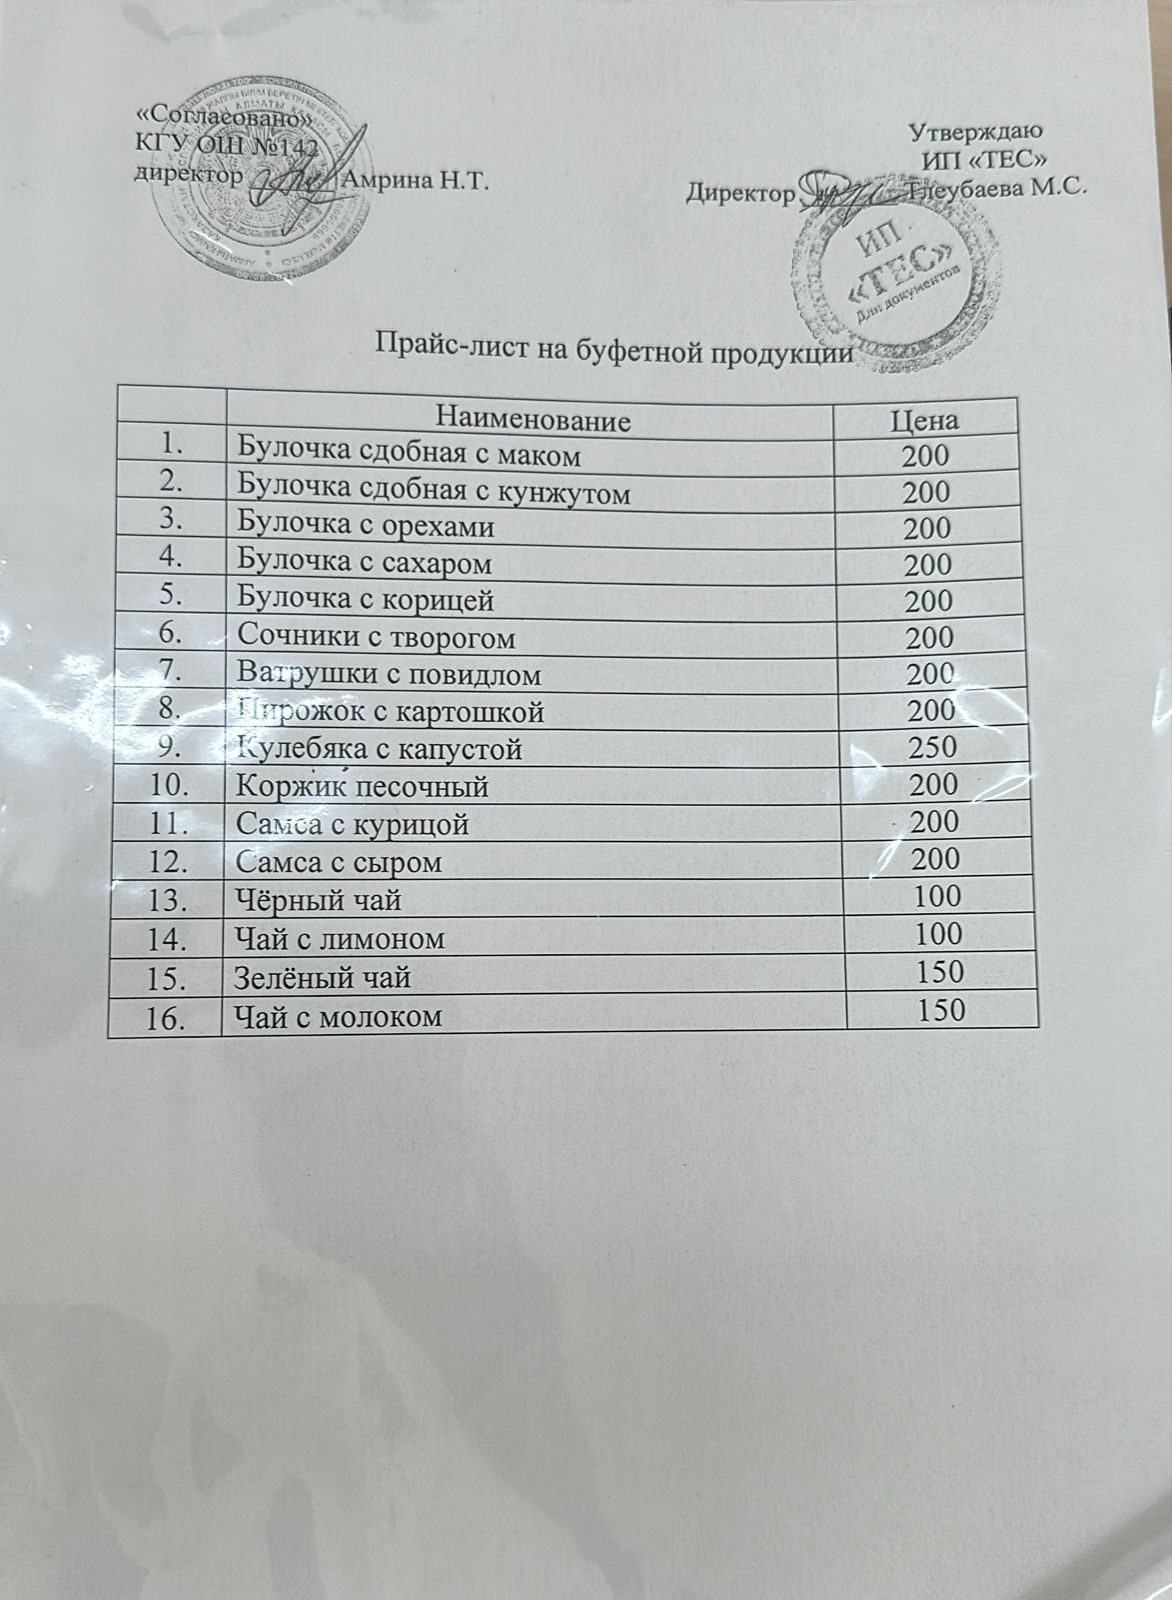 «Согласовано»
КГУ ОШ №142
директор Амрина Н.Т.
Утверждаю
ИП «ТЕС»
Директор Тлеубаева М.С.
ИП
«ТЕС»
Для документов
Прайс-лист на буфетной продукции
Наименование Цена
1. Булочка сдобная с маком 200
2. Булочка сдобная с кунжутом 200
3. Булочка с орехами 200
4. Булочка с сахаром 200
5. Булочка с корицей 200
6. Сочники с творогом 200
7. Ватрушки с повидлом 200
8. Пирожок с картошкой 200
9. Кулебяка с капустой 250
10. Коржик песочный 200
11. Самса с курицой 200
12. Самса с сыром 200
13. Чёрный чай 100
14. Чай с лимоном 100
15. Зелёный чай 150
16. Чай с молоком 150